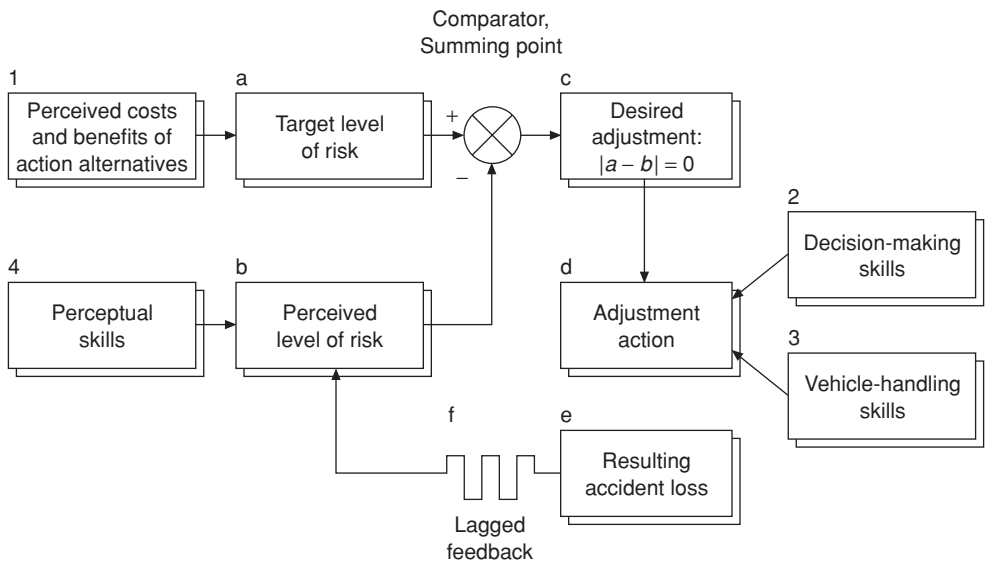 Comparator,
Summing point
1
Perceived costs
and benefits of
action alternatives
a
Target level
of risk
+
−
c
Desired
adjustment:
|a − b| = 0
2
Decision-making
skills
4
Perceptual
skills
b
Perceived
level of risk
d
Adjustment
action
3
Vehicle-handling
skills
f
Lagged
feedback
e
Resulting
accident loss